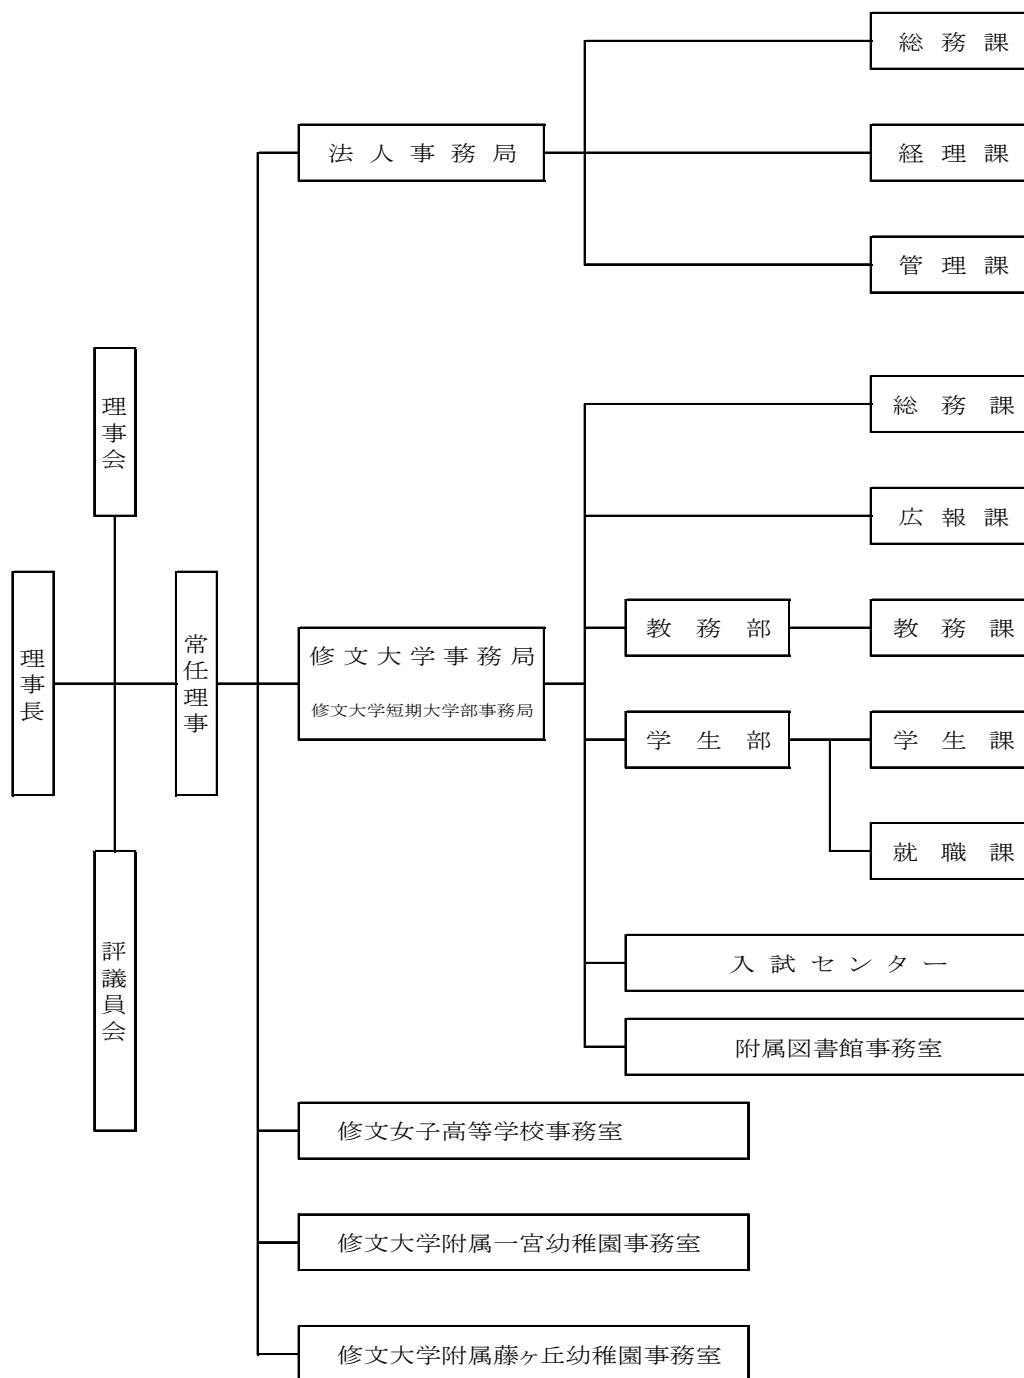 総務課
法人事務局
経理課
管理課
理事会
総務課
広報課
理事長
常任理事
修文大学事務局
修文大学短期大学部事務局
教務部
教務課
学生部
学生課
就職課
評議員会
入試センター
附属図書館事務室
修文女子高等学校事務室
修文大学附属一宮幼稚園事務室
修文大学附属藤ヶ丘幼稚園事務室